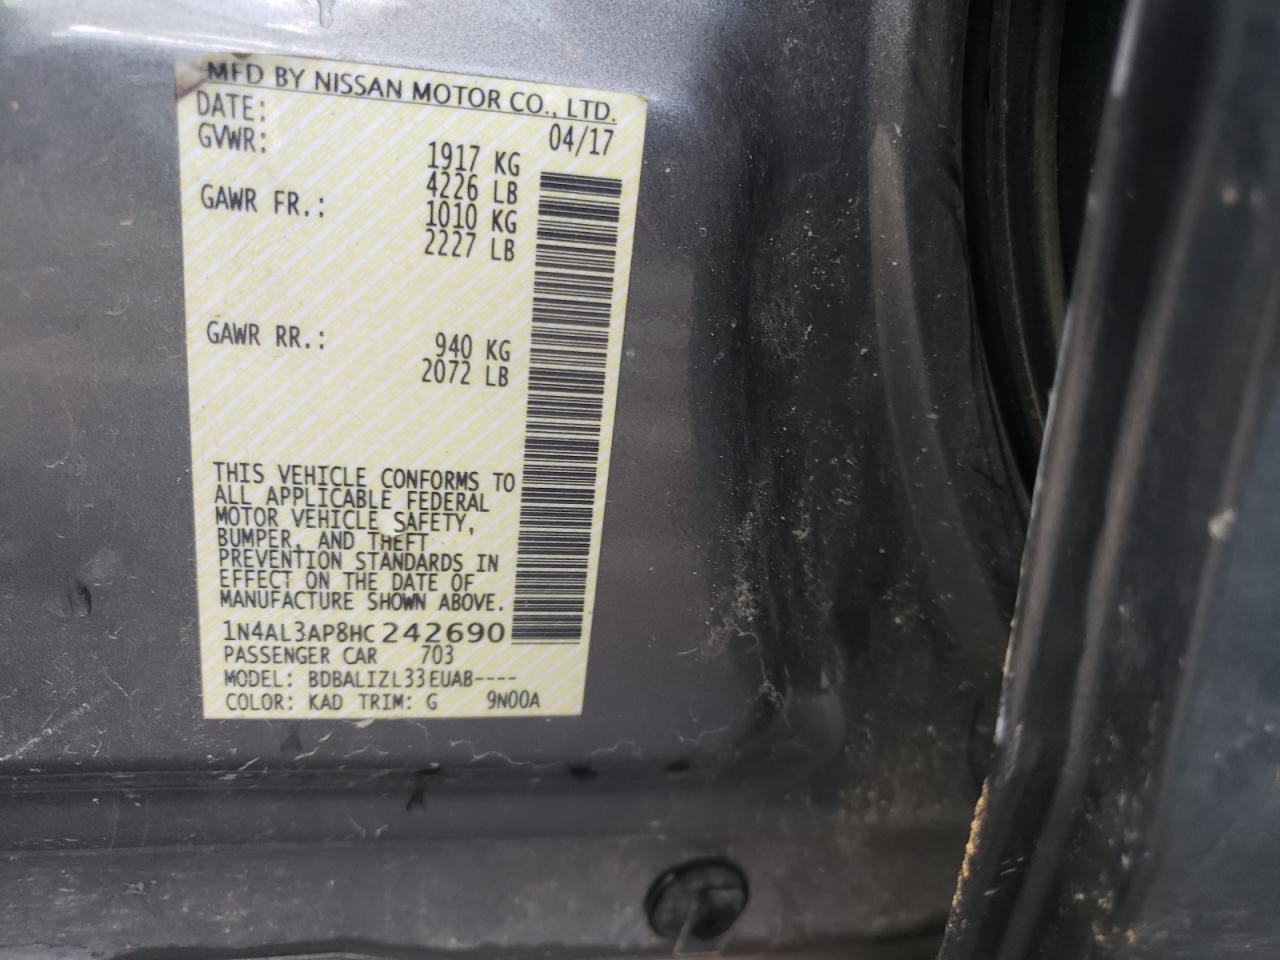 MFD BY NISSAN MOTOR CO., LTD.
DATE: 04/17
GVWR: 1917 KG
4226 LB
GAWR FR.: 1010 KG
2227 LB
GAWR RR.: 940 KG
2072 LB
THIS VEHICLE CONFORMS TO
ALL APPLICABLE FEDERAL
MOTOR VEHICLE SAFETY,
BUMPER, AND THEFT
PREVENTION STANDARDS IN
EFFECT ON THE DATE OF
MANUFACTURE SHOWN ABOVE.
1N4AL3AP8HC242690
PASSENGER CAR 703
MODEL: BDBALIZL33EUAB----
COLOR: KAD TRIM: G 9N00A